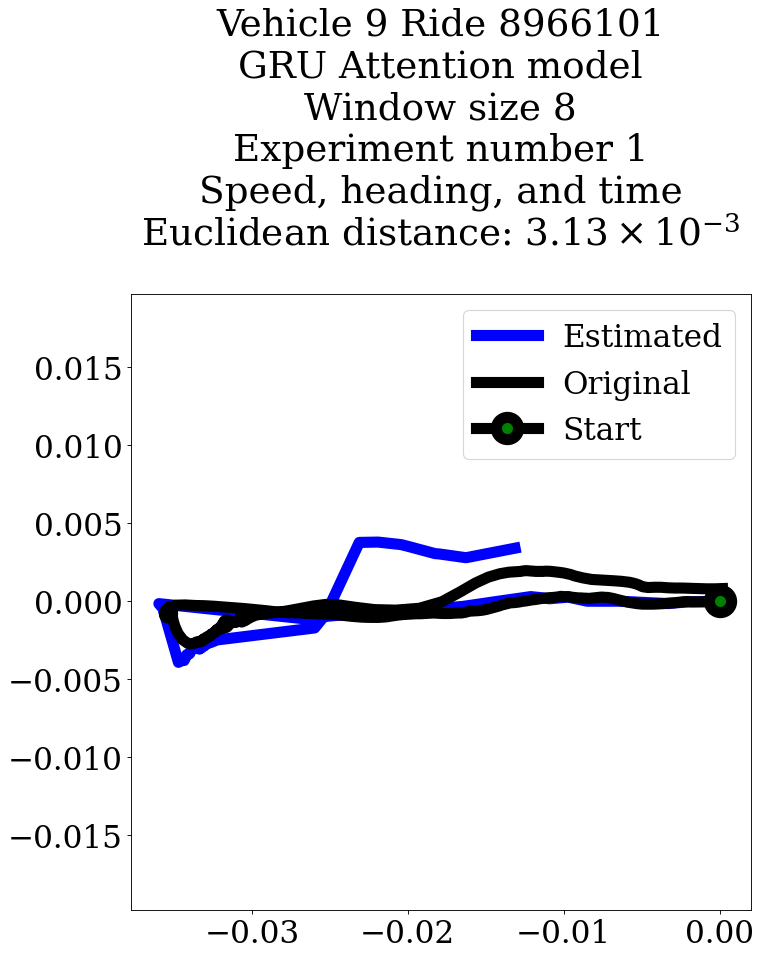 Vehicle 9 Ride 8966101
GRU Attention model
Window size 8
Experiment number 1
Speed, heading, and time
Euclidean distance: 3.13 × 10⁻³
Estimated
Original
Start
0.015
0.010
0.005
0.000
−0.005
−0.010
−0.015
−0.03
−0.02
−0.01
0.00